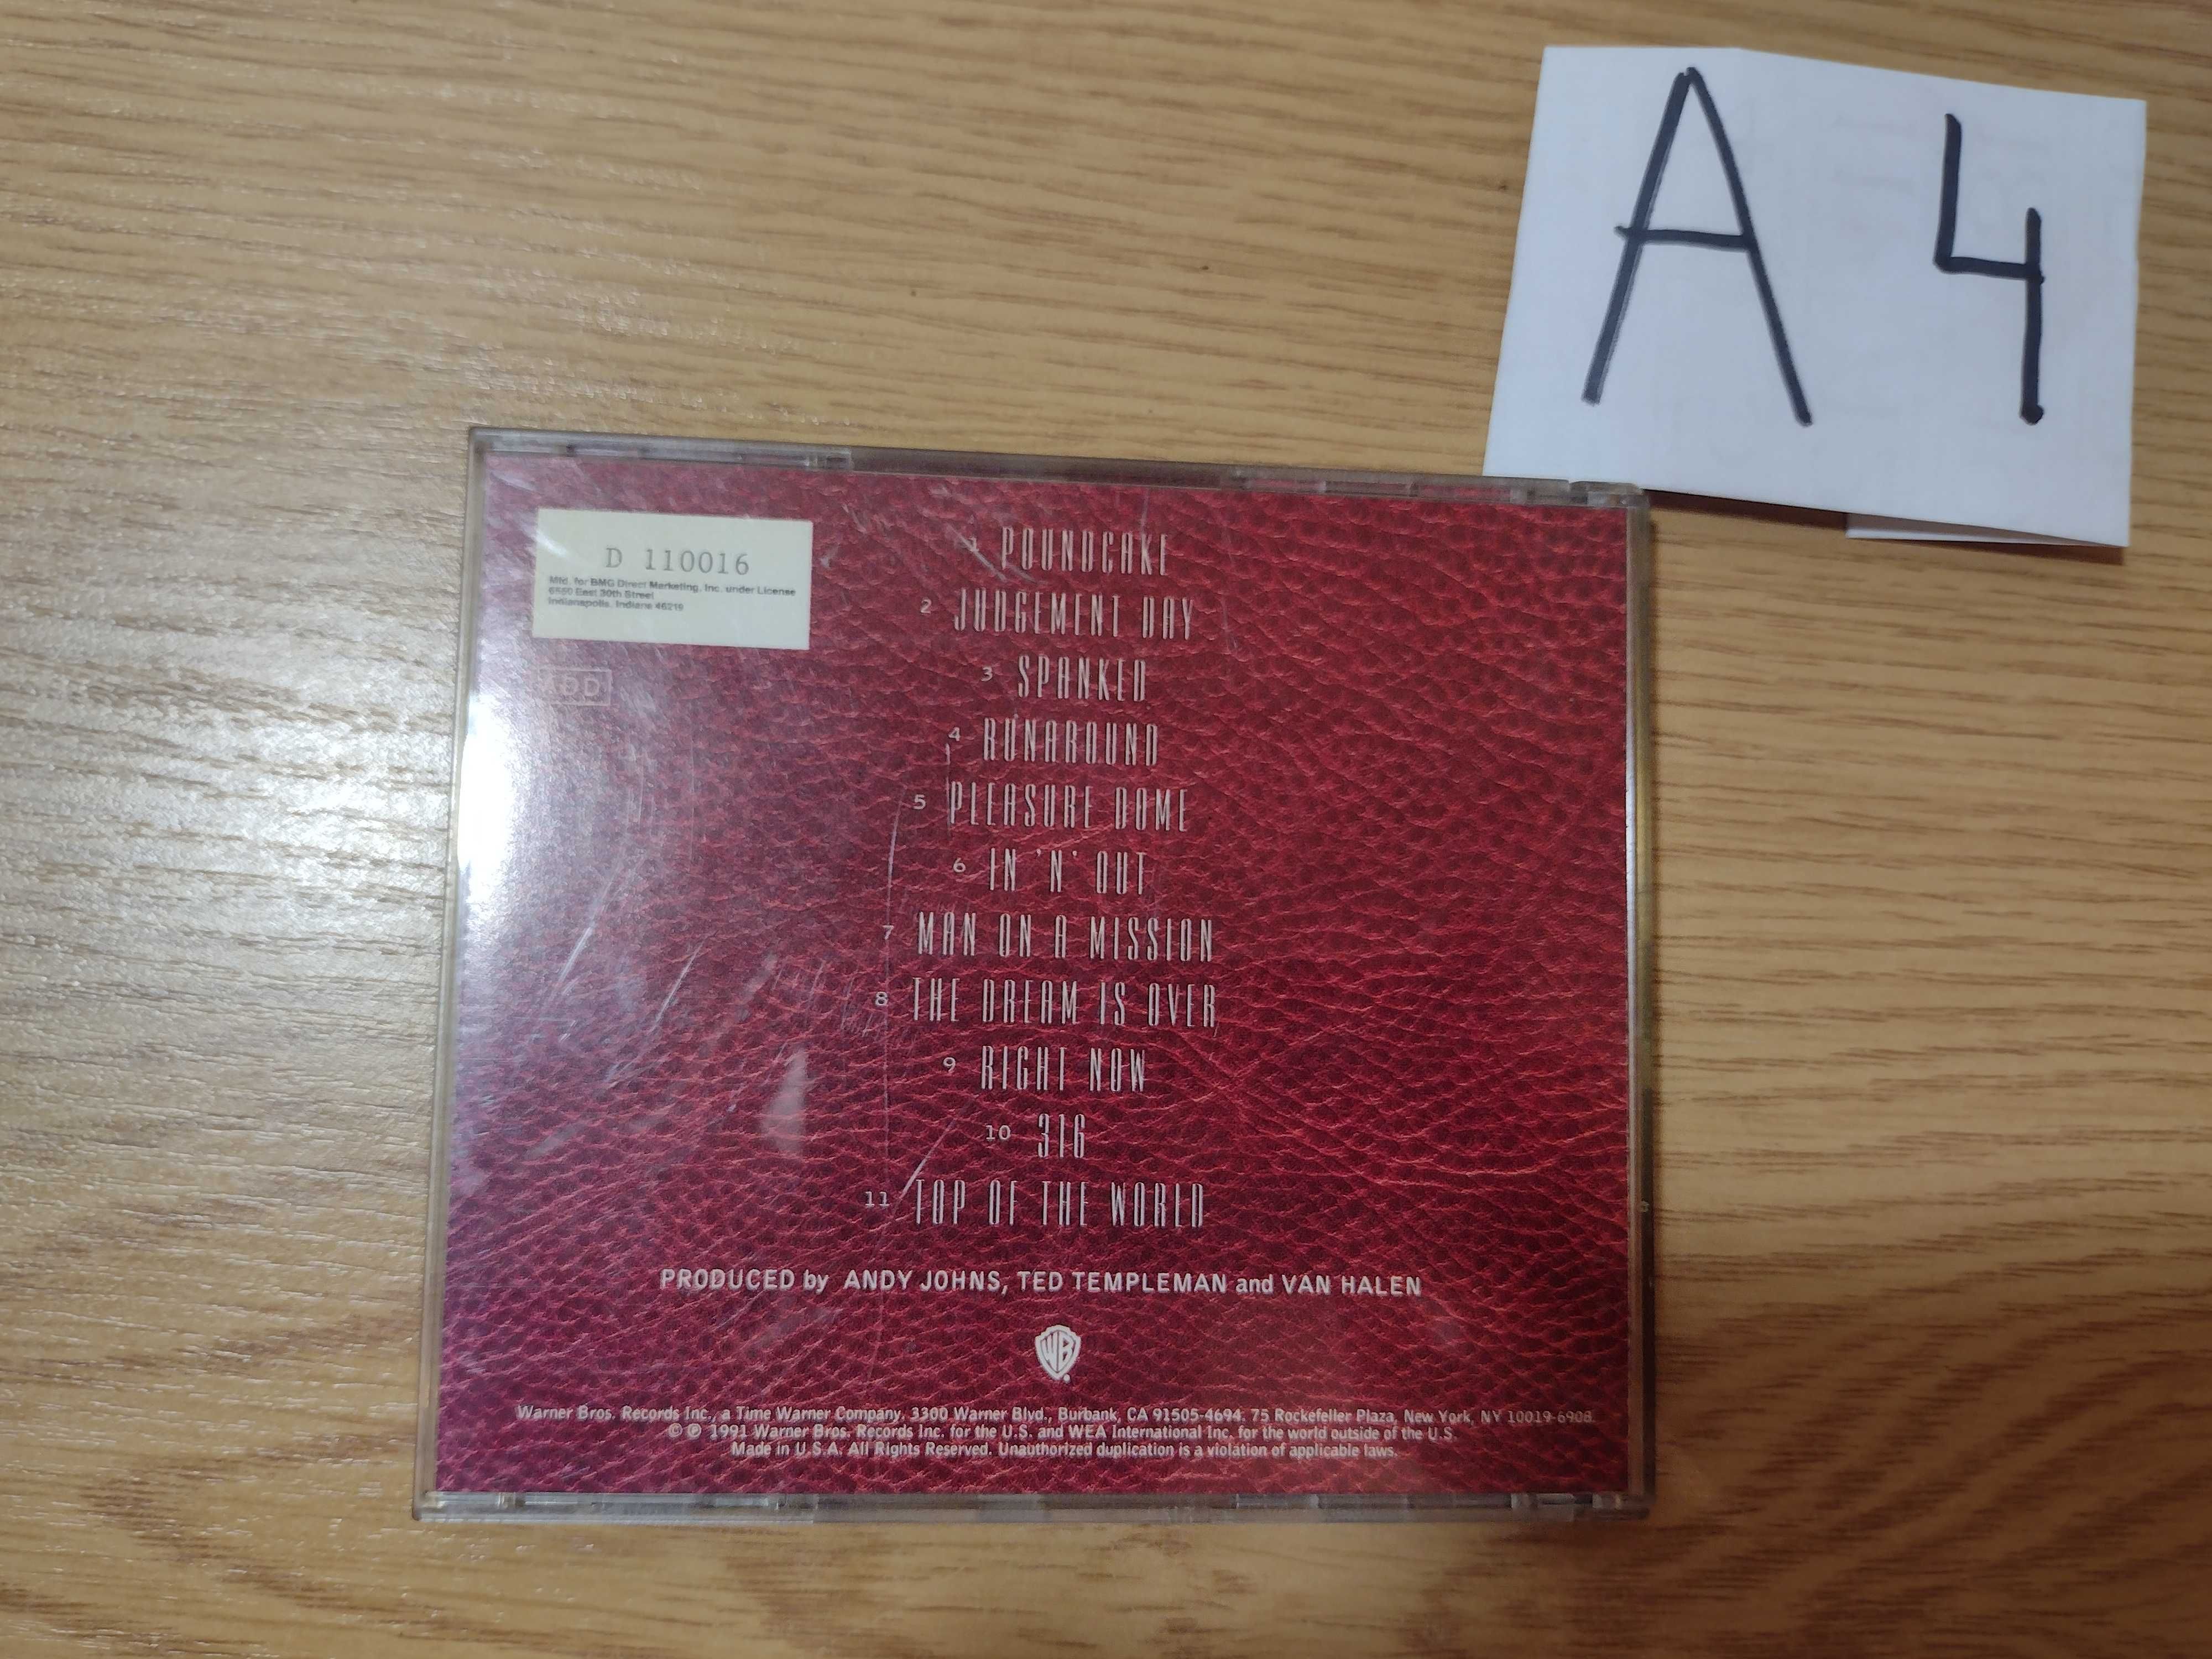 A 4
D 110016
Mfd. for BMG Direct Marketing, Inc. under License
6550 East 30th Street
Indianapolis, Indiana 46219
1 POUNDCAKE
2 JUDGEMENT DAY
3 SPANKED
4 RUNAROUND
5 PLEASURE DOME
6 IN 'N' OUT
7 MAN ON A MISSION
8 THE DREAM IS OVER
9 RIGHT NOW
10 316
11 TOP OF THE WORLD
PRODUCED by ANDY JOHNS, TED TEMPLEMAN and VAN HALEN
WB
Warner Bros. Records Inc., a Time Warner Company. 3300 Warner Blvd., Burbank, CA 91505-4694. 75 Rockefeller Plaza, New York, NY 10019-6908.
© ℗ 1991 Warner Bros. Records Inc. for the U.S. and WEA International Inc. for the world outside of the U.S.
Made in U.S.A. All Rights Reserved. Unauthorized duplication is a violation of applicable laws.